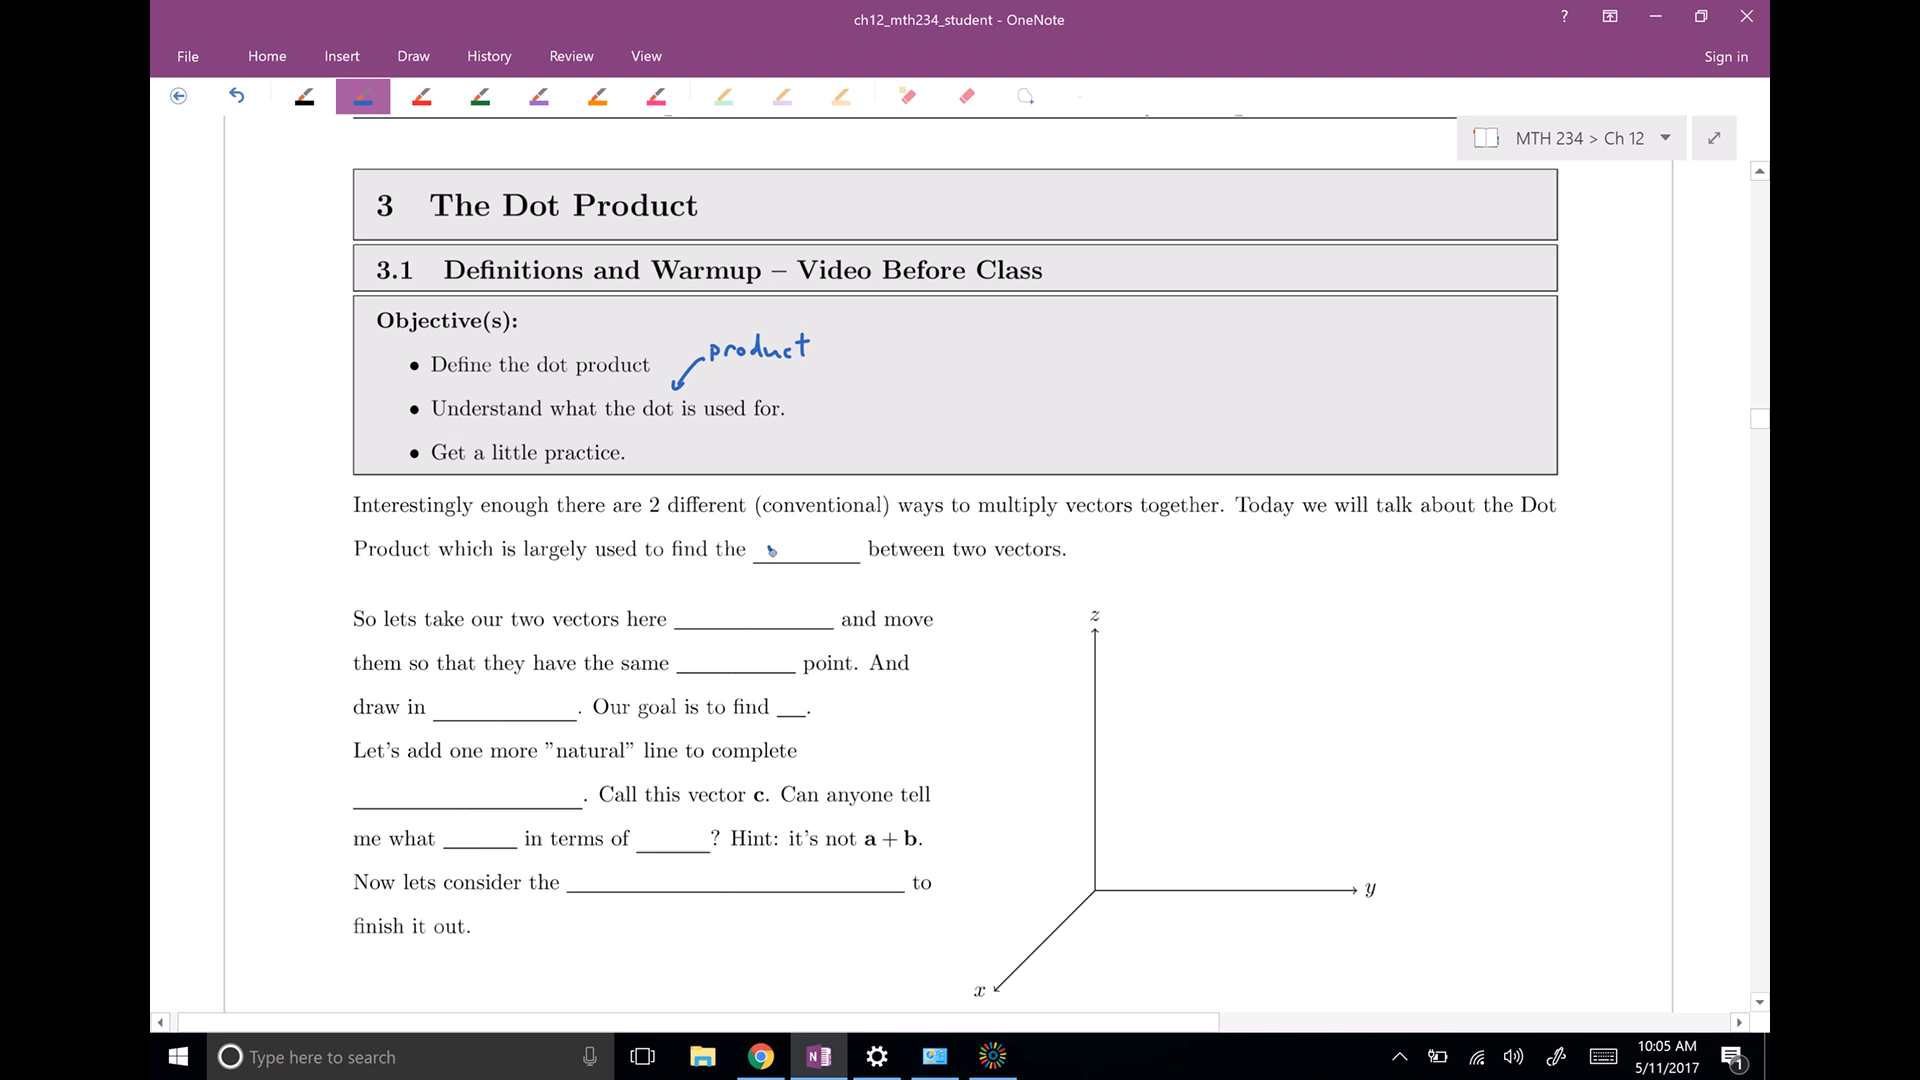 ch12_mth234_student - OneNote
?
File Home Insert Draw History Review View Sign in
MTH 234 > Ch 12
3 The Dot Product
3.1 Definitions and Warmup – Video Before Class
Objective(s):
product
• Define the dot product
• Understand what the dot is used for.
• Get a little practice.
Interestingly enough there are 2 different (conventional) ways to multiply vectors together. Today we will talk about the Dot
Product which is largely used to find the ________ between two vectors.
So lets take our two vectors here ________ and move
them so that they have the same ________ point. And
draw in ________. Our goal is to find ___.
Let's add one more ”natural” line to complete
________. Call this vector c. Can anyone tell
me what ______ in terms of ______? Hint: it's not a + b.
Now lets consider the ________ to
finish it out.
z
y
x
Type here to search
N
10:05 AM
5/11/2017
1